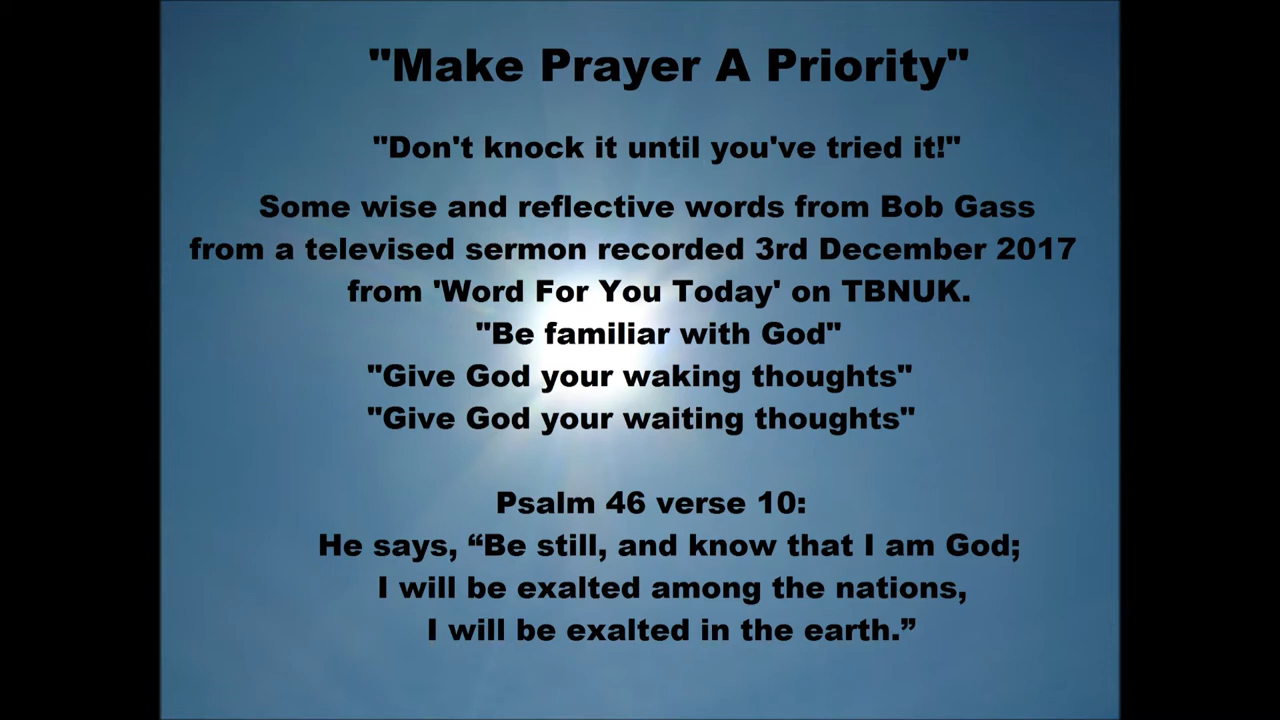 "Make Prayer A Priority"
"Don't knock it until you've tried it!"
Some wise and reflective words from Bob Gass
from a televised sermon recorded 3rd December 2017
from 'Word For You Today' on TBNUK.
"Be familiar with God"
"Give God your waking thoughts"
"Give God your waiting thoughts"
Psalm 46 verse 10:
He says, “Be still, and know that I am God;
I will be exalted among the nations,
I will be exalted in the earth.”